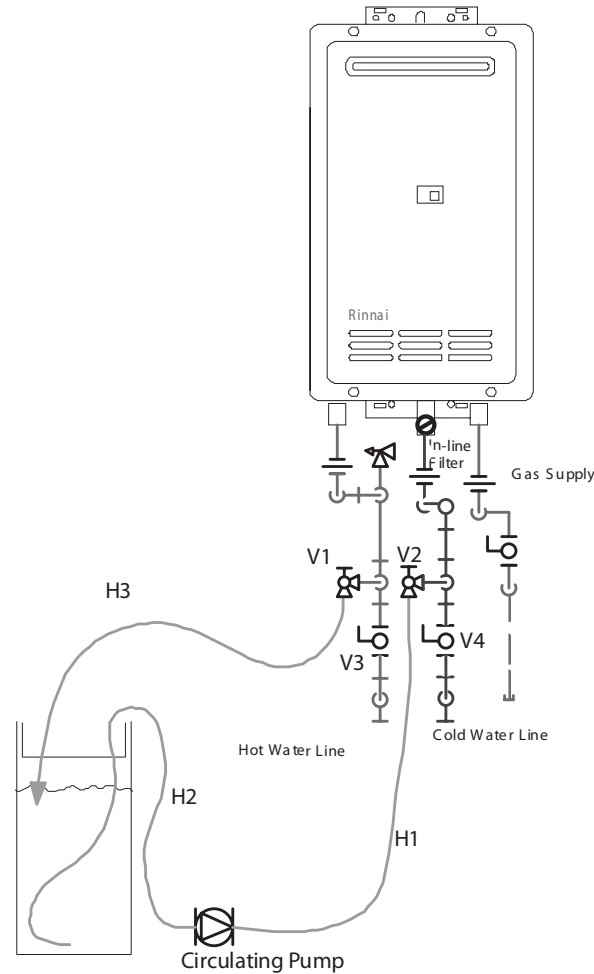 Rinnai
In-line
Filter
Gas Supply
V1
V2
H3
V3
V4
Cold Water Line
Hot Water Line
H2
H1
Circulating Pump